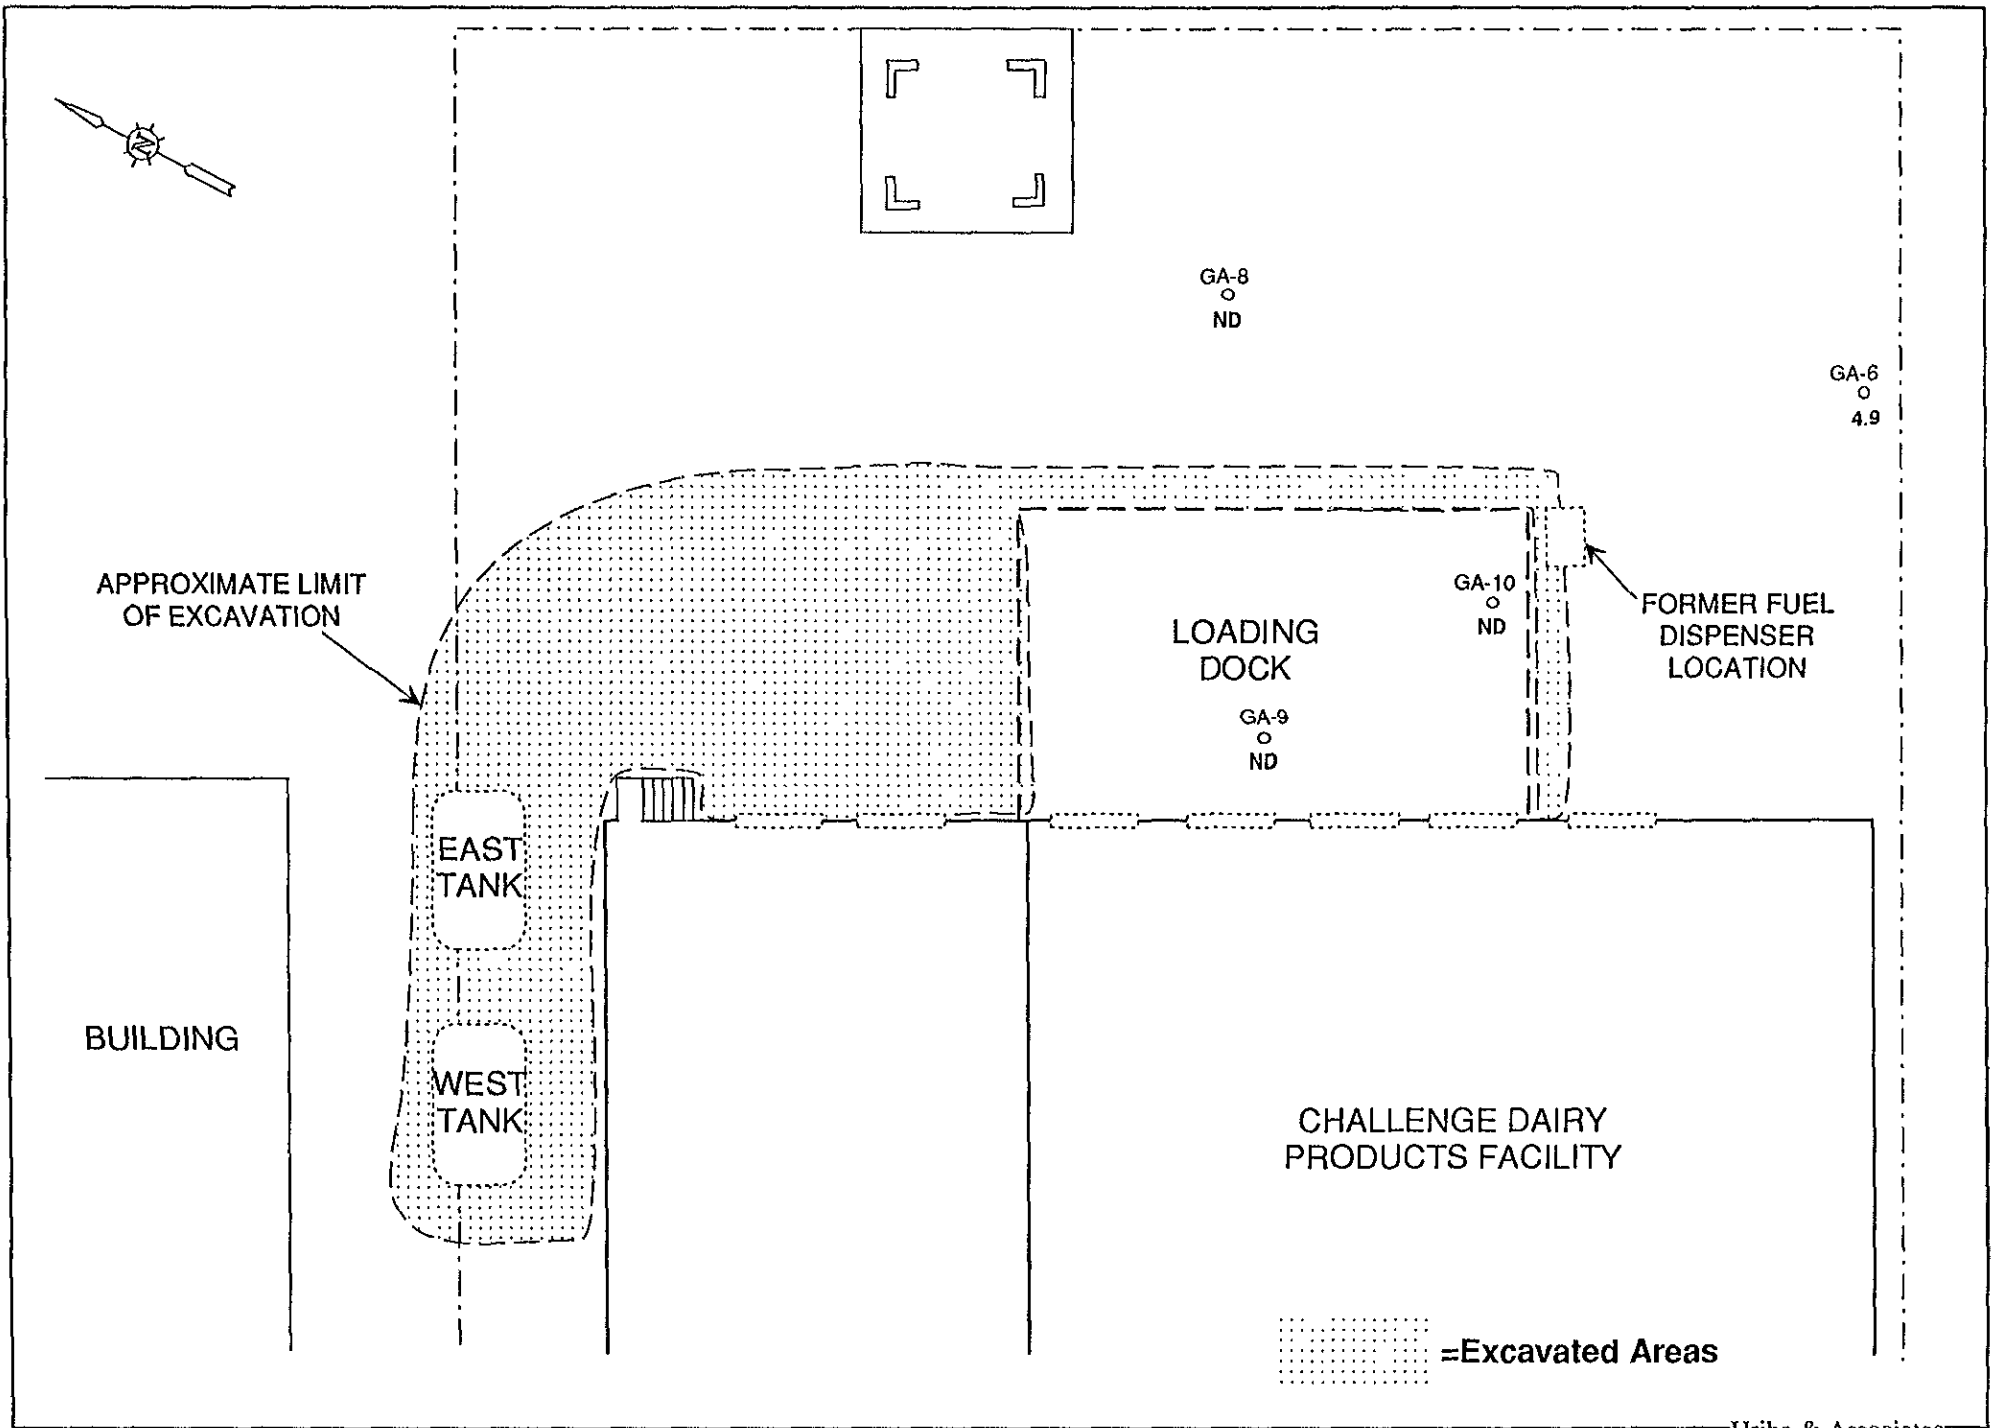 N
GA-8
ND
GA-6
4.9
APPROXIMATE LIMIT
OF EXCAVATION
GA-10
ND
FORMER FUEL
DISPENSER
LOCATION
LOADING
DOCK
GA-9
ND
EAST
TANK
WEST
TANK
BUILDING
CHALLENGE DAIRY
PRODUCTS FACILITY
=Excavated Areas